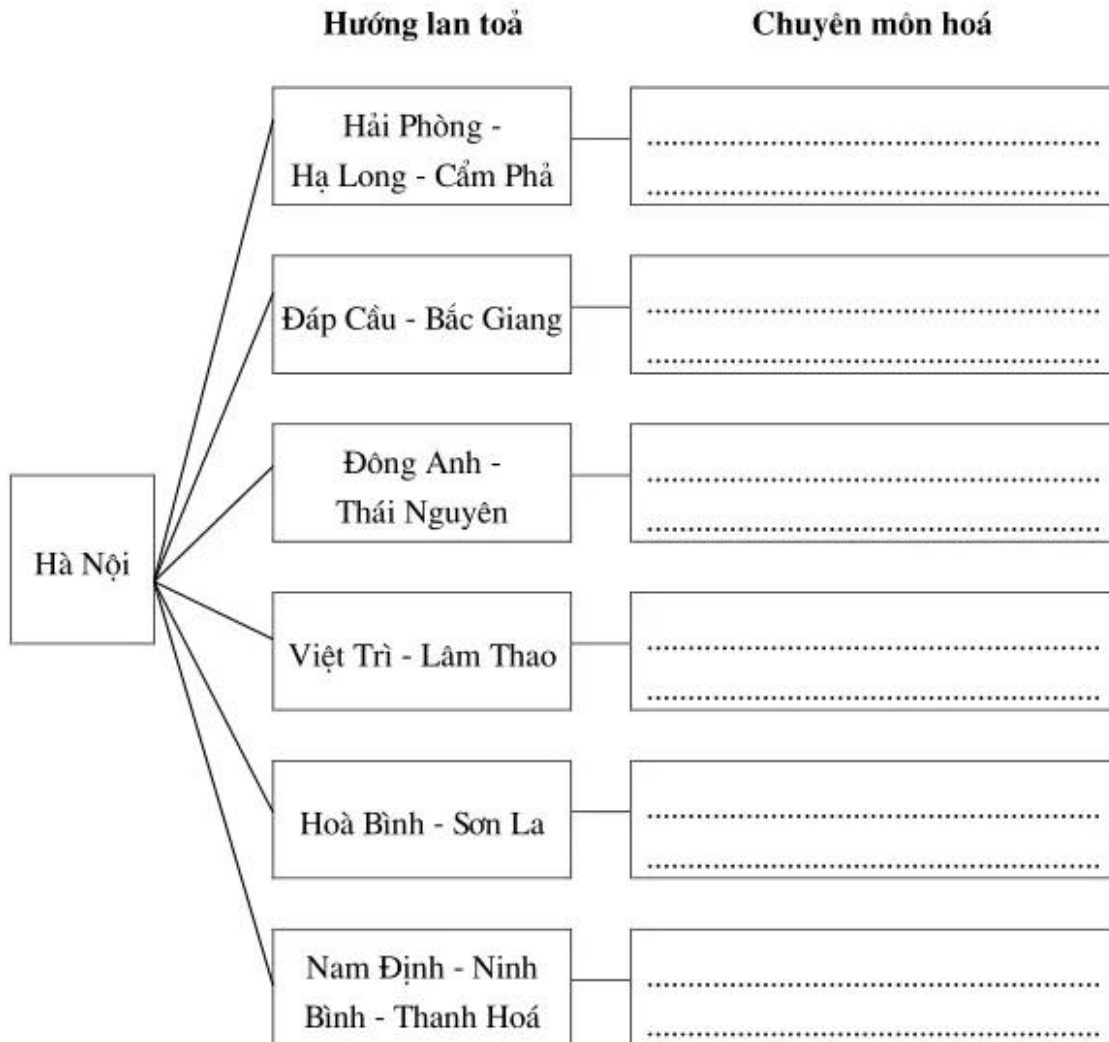 Hướng lan toả
Chuyên môn hoá
Hải Phòng -
Hạ Long - Cẩm Phả
................................................................
................................................................
Đáp Cầu - Bắc Giang
................................................................
................................................................
Đông Anh -
Thái Nguyên
................................................................
................................................................
Hà Nội
Việt Trì - Lâm Thao
................................................................
................................................................
Hoà Bình - Sơn La
................................................................
................................................................
Nam Định - Ninh
Bình - Thanh Hoá
................................................................
................................................................